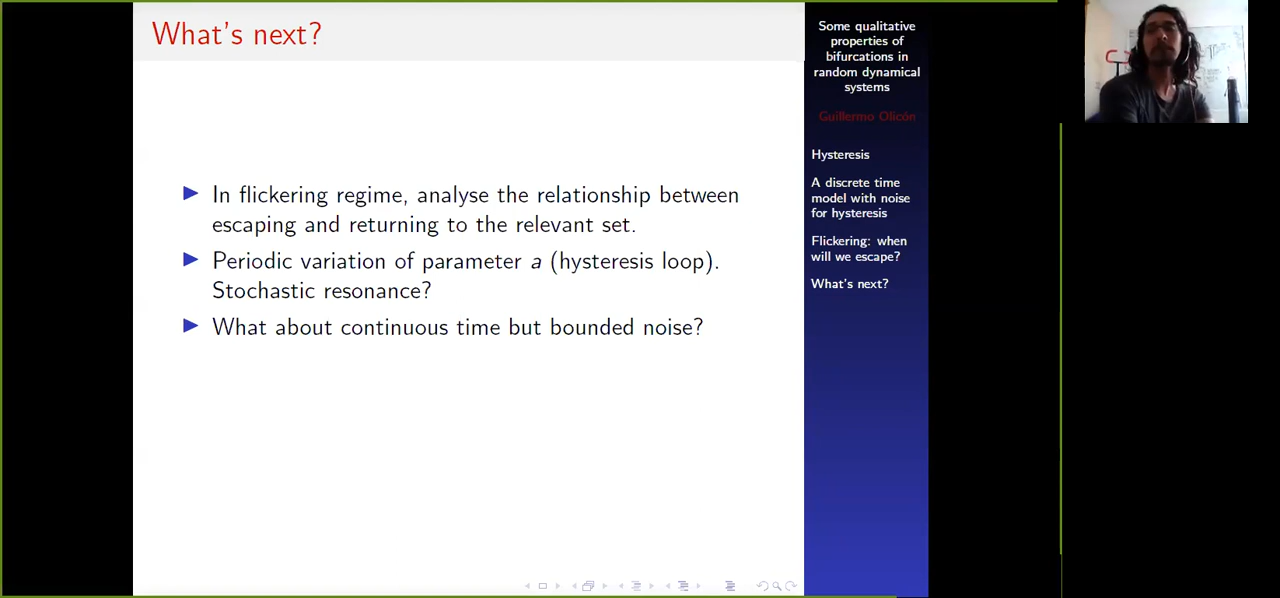 What's next?
In flickering regime, analyse the relationship between
escaping and returning to the relevant set.
Periodic variation of parameter a (hysteresis loop).
Stochastic resonance?
What about continuous time but bounded noise?
Some qualitative
properties of
bifurcations in
random dynamical
systems
Guillermo Olicón
Hysteresis
A discrete time
model with noise
for hysteresis
Flickering: when
will we escape?
What's next?